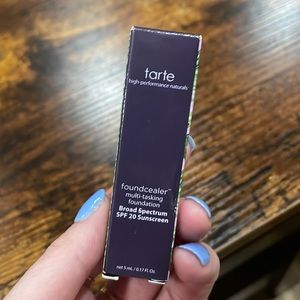 tarte
high-performance naturals™
foundcealer™
multi-tasking
foundation
Broad Spectrum
SPF 20 Sunscreen
net 5 mL / 0.17 fl. Oz.